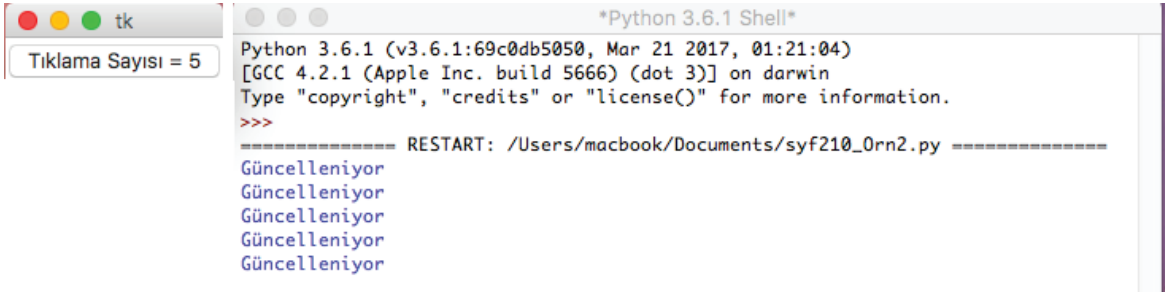 tk
Tıklama Sayısı = 5
*Python 3.6.1 Shell*
Python 3.6.1 (v3.6.1:69c0db5050, Mar 21 2017, 01:21:04)
[GCC 4.2.1 (Apple Inc. build 5666) (dot 3)] on darwin
Type "copyright", "credits" or "license()" for more information.
>>>
============== RESTART: /Users/macbook/Documents/syf210_Orn2.py ==============
Güncelleniyor
Güncelleniyor
Güncelleniyor
Güncelleniyor
Güncelleniyor